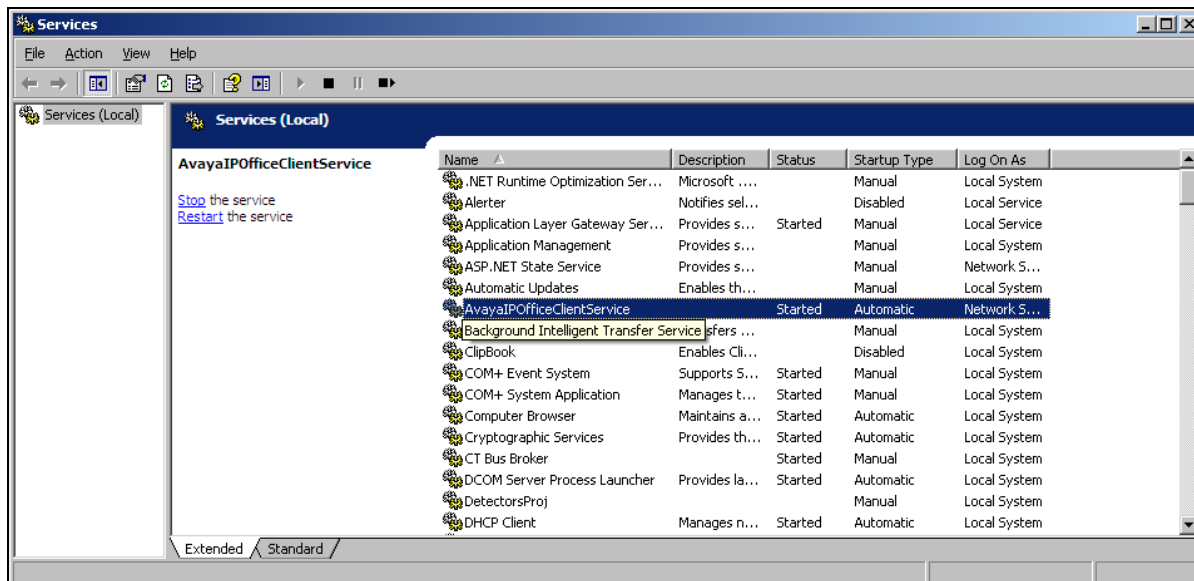 Services
File Action View Help
Services (Local)
Services (Local)
AvayaIPOfficeClientService
Stop the service
Restart the service
Name Description Status Startup Type Log On As
.NET Runtime Optimization Ser... Microsoft .... Manual Local System
Alerter Notifies sel... Disabled Local Service
Application Layer Gateway Ser... Provides s... Started Manual Local Service
Application Management Provides s... Manual Local System
ASP.NET State Service Provides s... Manual Network S...
Automatic Updates Enables th... Manual Local System
AvayaIPOfficeClientService Started Automatic Network S...
Background Intelligent Transfer Service sfers ... Manual Local System
ClipBook Enables Cli... Disabled Local System
COM+ Event System Supports S... Started Manual Local System
COM+ System Application Manages t... Started Manual Local System
Computer Browser Maintains a... Started Automatic Local System
Cryptographic Services Provides th... Started Automatic Local System
CT Bus Broker Started Manual Local System
DCOM Server Process Launcher Provides la... Started Automatic Local System
DetectorsProj Manual Local System
DHCP Client Manages n... Started Automatic Local System
Extended Standard